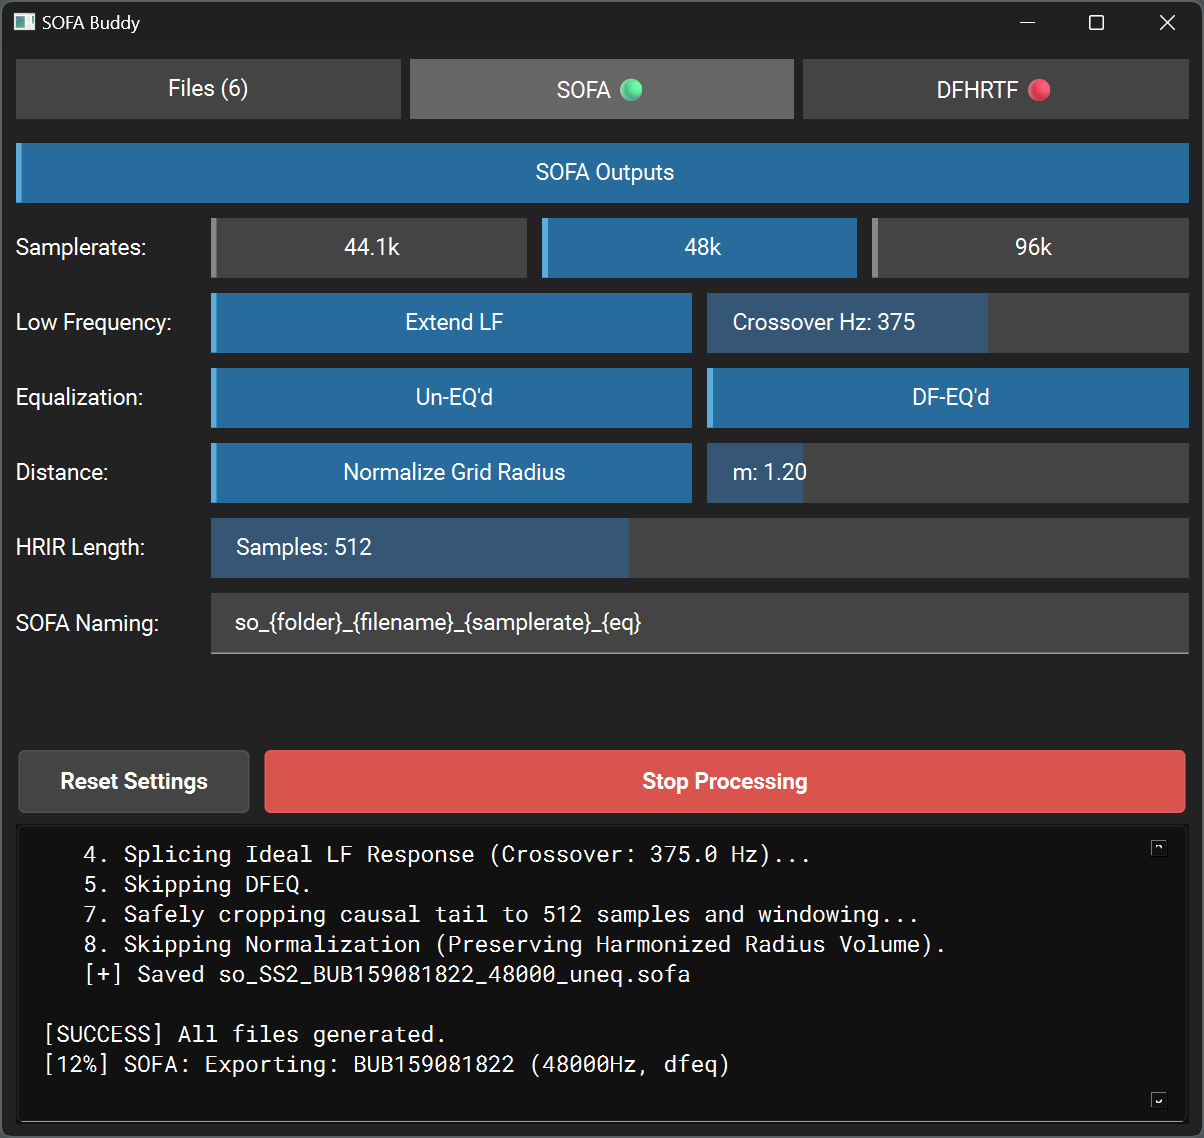 SOFA Buddy
Files (6)
SOFA
DFHRTF
SOFA Outputs
Samplerates:
44.1k
48k
96k
Low Frequency:
Extend LF
Crossover Hz: 375
Equalization:
Un-EQ'd
DF-EQ'd
Distance:
Normalize Grid Radius
m: 1.20
HRIR Length:
Samples: 512
SOFA Naming:
so_{folder}_{filename}_{samplerate}_{eq}
Reset Settings
Stop Processing
4. Splicing Ideal LF Response (Crossover: 375.0 Hz)...
5. Skipping DFEQ.
7. Safely cropping causal tail to 512 samples and windowing...
8. Skipping Normalization (Preserving Harmonized Radius Volume).
[+] Saved so_SS2_BUB159081822_48000_uneq.sofa
[SUCCESS] All files generated.
[12%] SOFA: Exporting: BUB159081822 (48000Hz, dfeq)